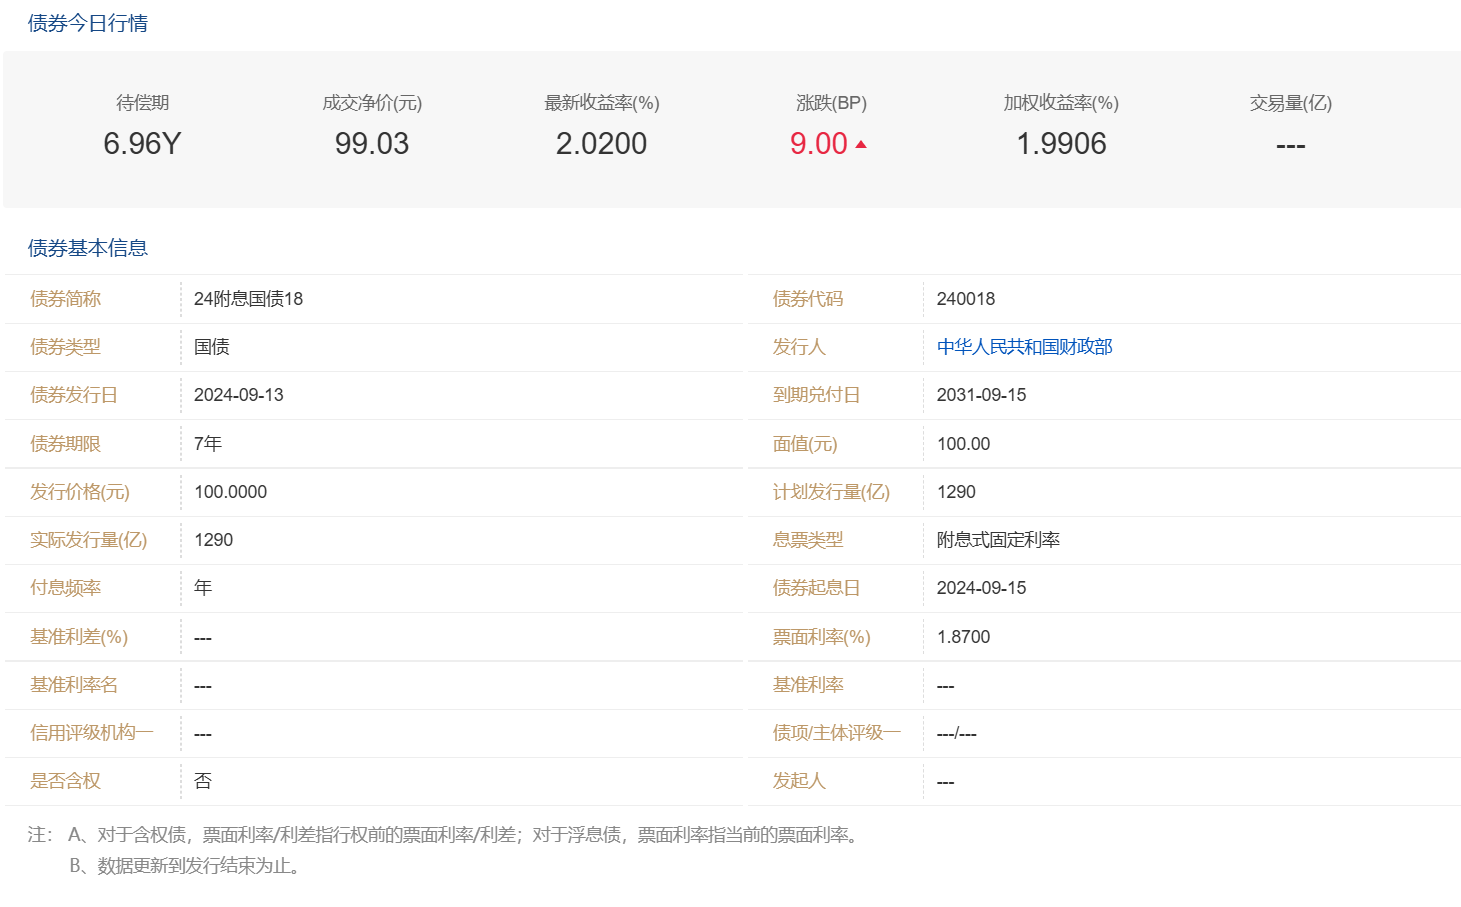 债券今日行情
待偿期 成交净价(元) 最新收益率(%) 涨跌(BP) 加权收益率(%) 交易量(亿)
6.96Y 99.03 2.0200 9.00▲ 1.9906 ---
债券基本信息
债券简称 24附息国债18 债券代码 240018
债券类型 国债 发行人 中华人民共和国财政部
债券发行日 2024-09-13 到期兑付日 2031-09-15
债券期限 7年 面值(元) 100.00
发行价格(元) 100.0000 计划发行量(亿) 1290
实际发行量(亿) 1290 息票类型 附息式固定利率
付息频率 年 债券起息日 2024-09-15
基准利差(%) --- 票面利率(%) 1.8700
基准利率名 --- 基准利率 ---
信用评级机构一 --- 债项/主体评级一 ---/---
是否含权 否 发起人 ---
注： A、对于含权债，票面利率/利差指行权前的票面利率/利差；对于浮息债，票面利率指当前的票面利率。
B、数据更新到发行结束为止。